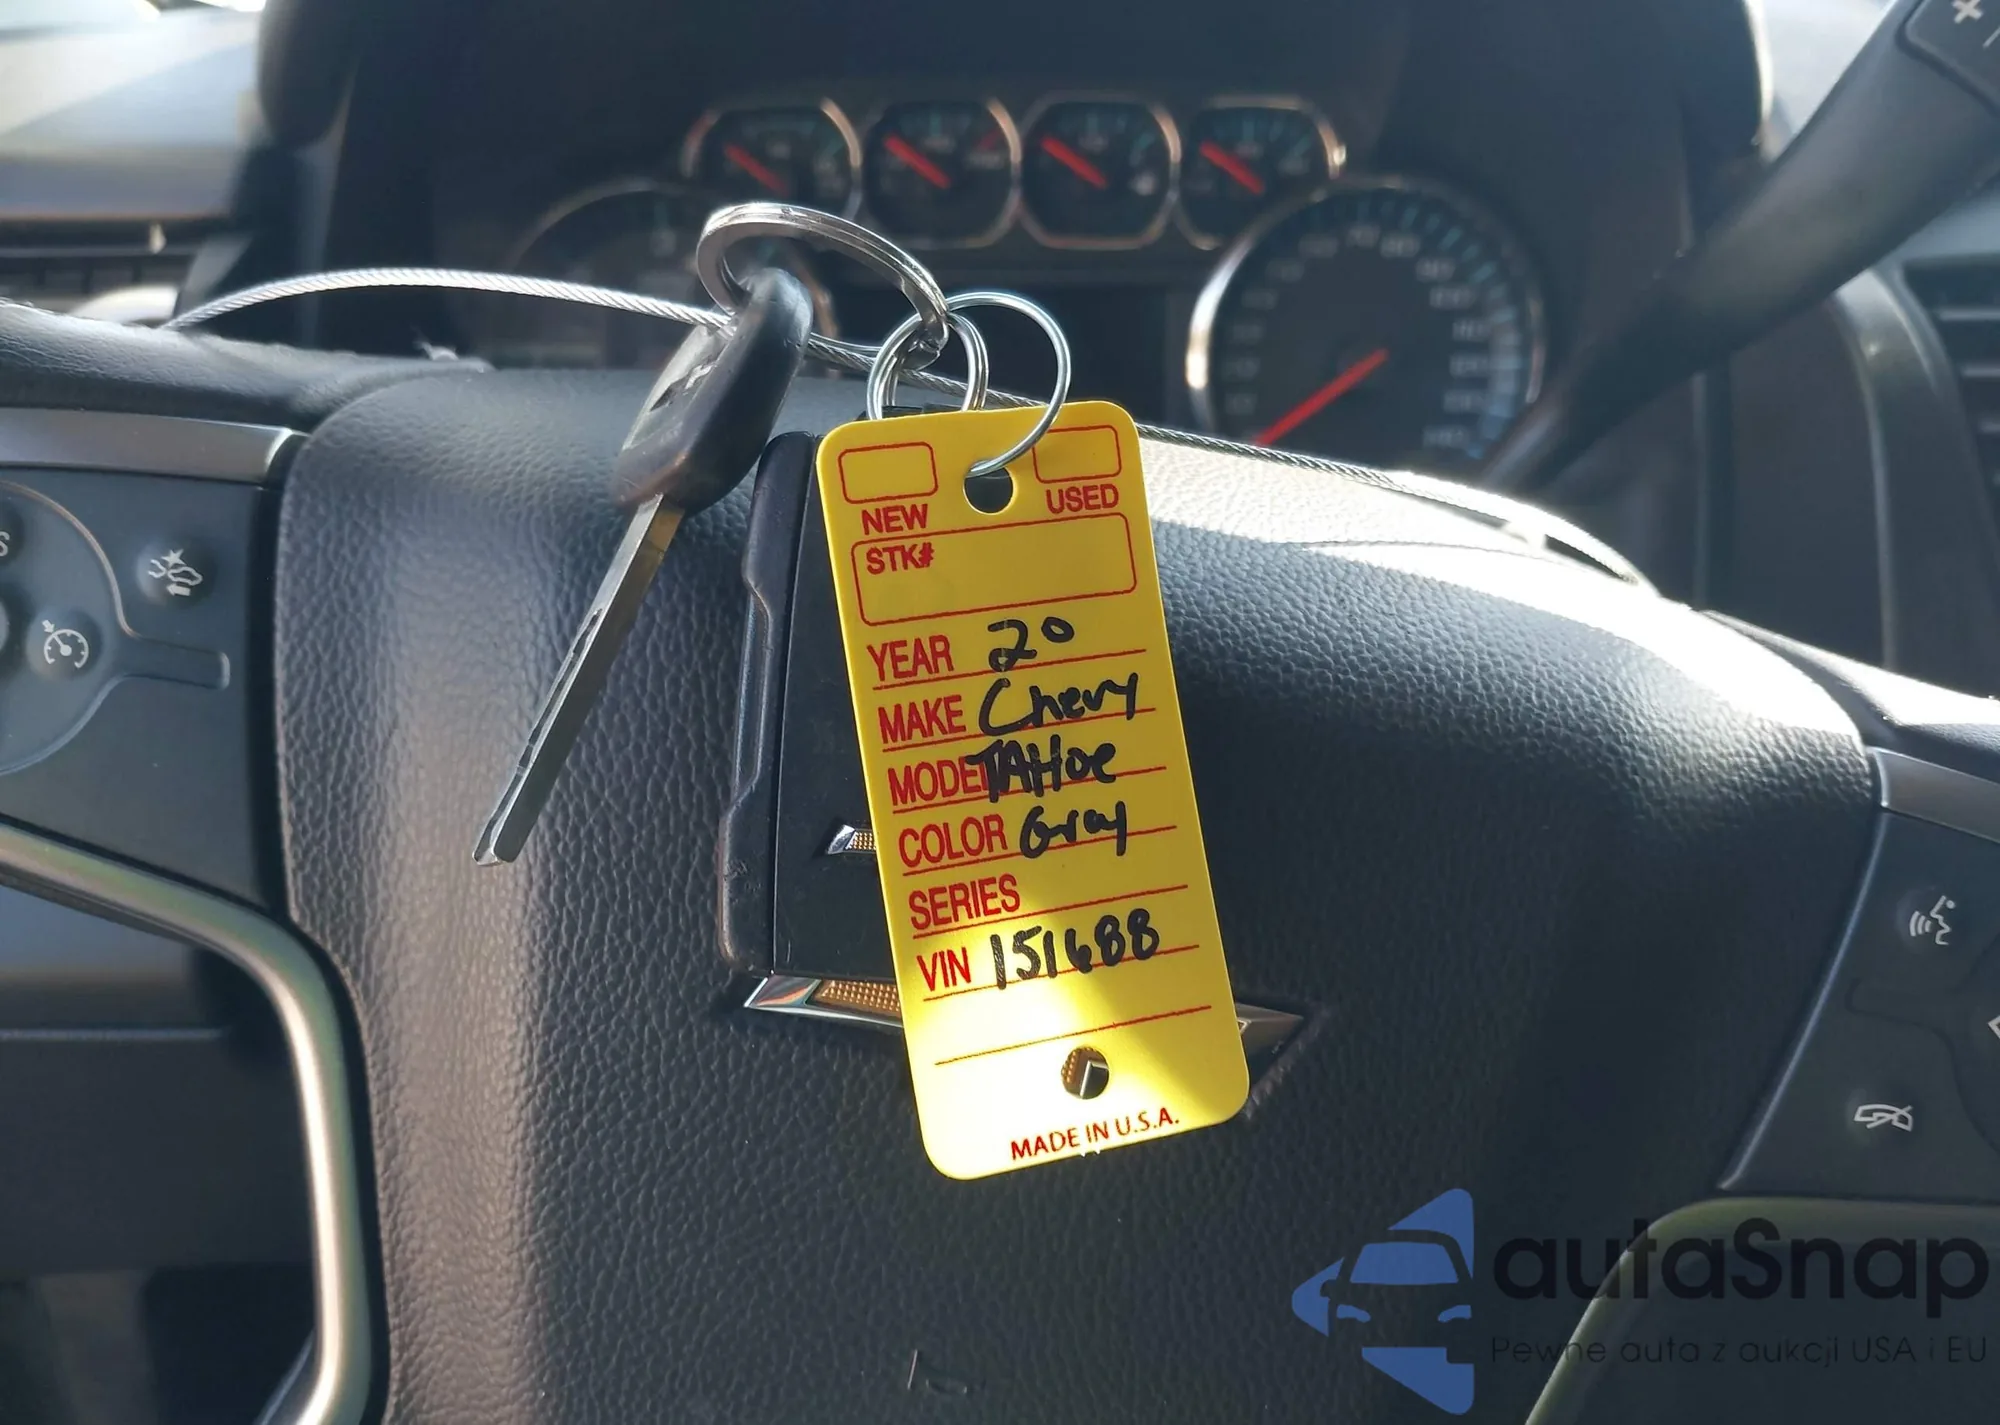 NEW
USED
STK#
YEAR 20
MAKE Chevy
MODEL TAHoe
COLOR Gray
SERIES
VIN 151688
MADE IN U.S.A.
autaSnap
Pewne auta z aukcji USA i EU